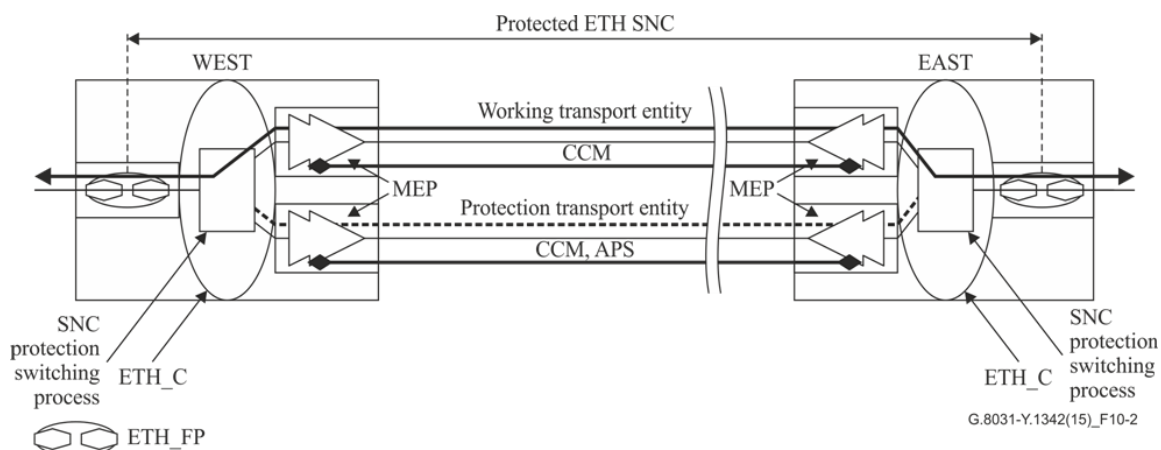 Protected ETH SNC
WEST
EAST
Working transport entity
CCM
MEP
MEP
Protection transport entity
CCM, APS
SNC
protection
switching
process
ETH_C
ETH_C
SNC
protection
switching
process
G.8031-Y.1342(15)_F10-2
ETH_FP